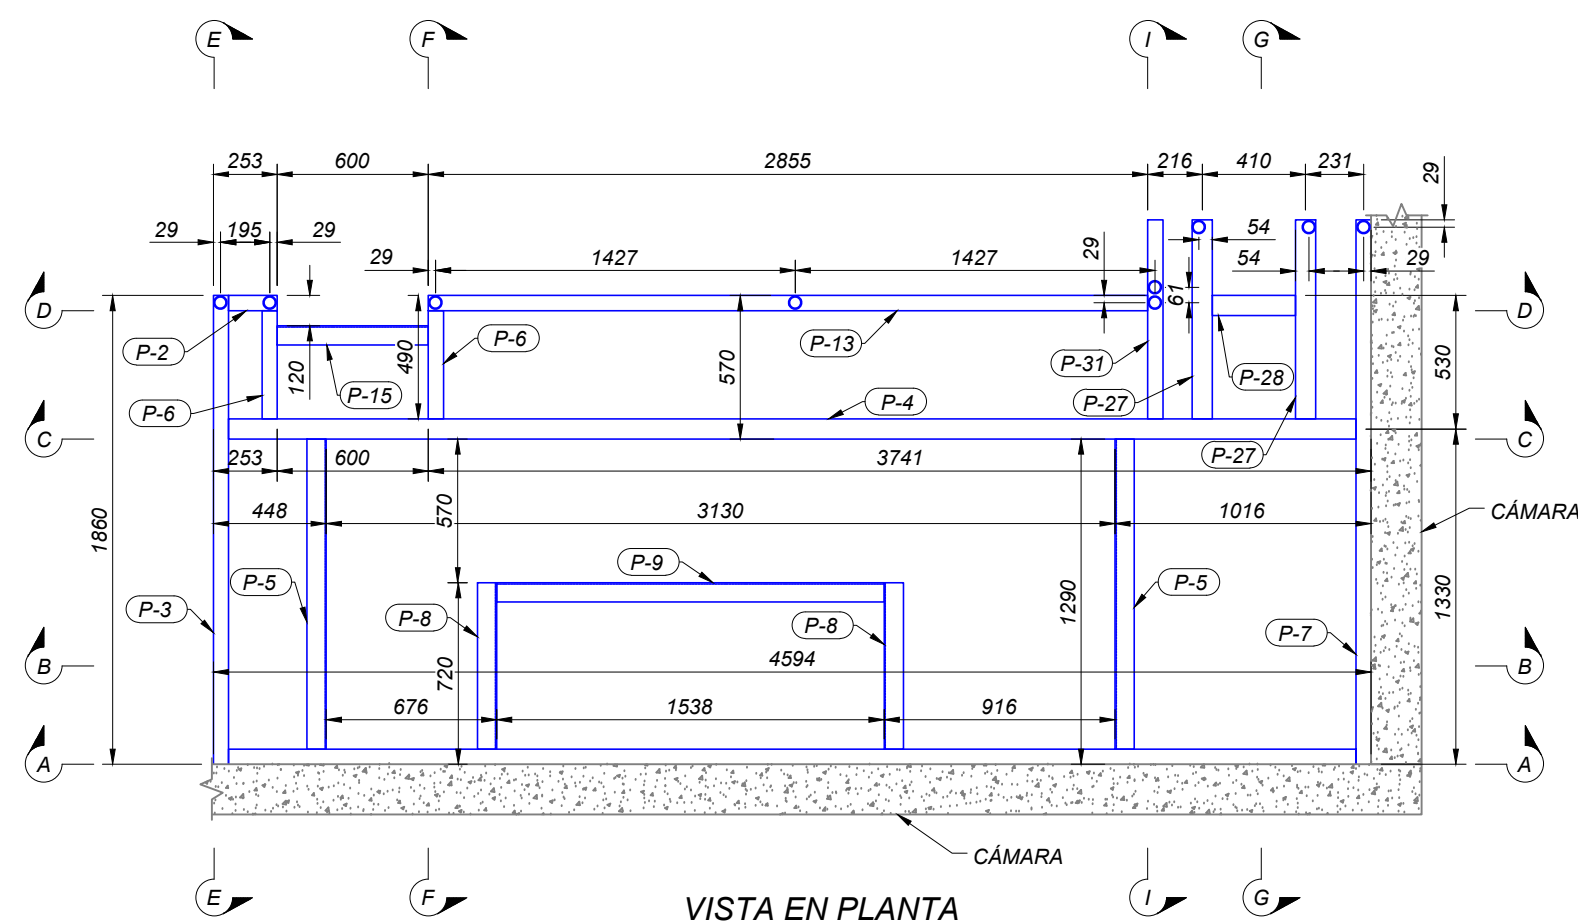 E
F
I
G
253
600
2855
216
410
231
29
29
195
29
29
1427
1427
29
61
54
54
29
D
D
P-2
P-6
P-13
P-31
P-28
120
P-15
490
570
530
P-6
P-4
P-27
C
C
253
600
3741
P-27
448
3130
1016
CÁMARA
1860
570
P-9
P-5
P-5
1290
1330
P-3
P-8
P-8
P-7
B
4594
B
720
676
1538
916
A
A
CÁMARA
E
F
VISTA EN PLANTA
I
G